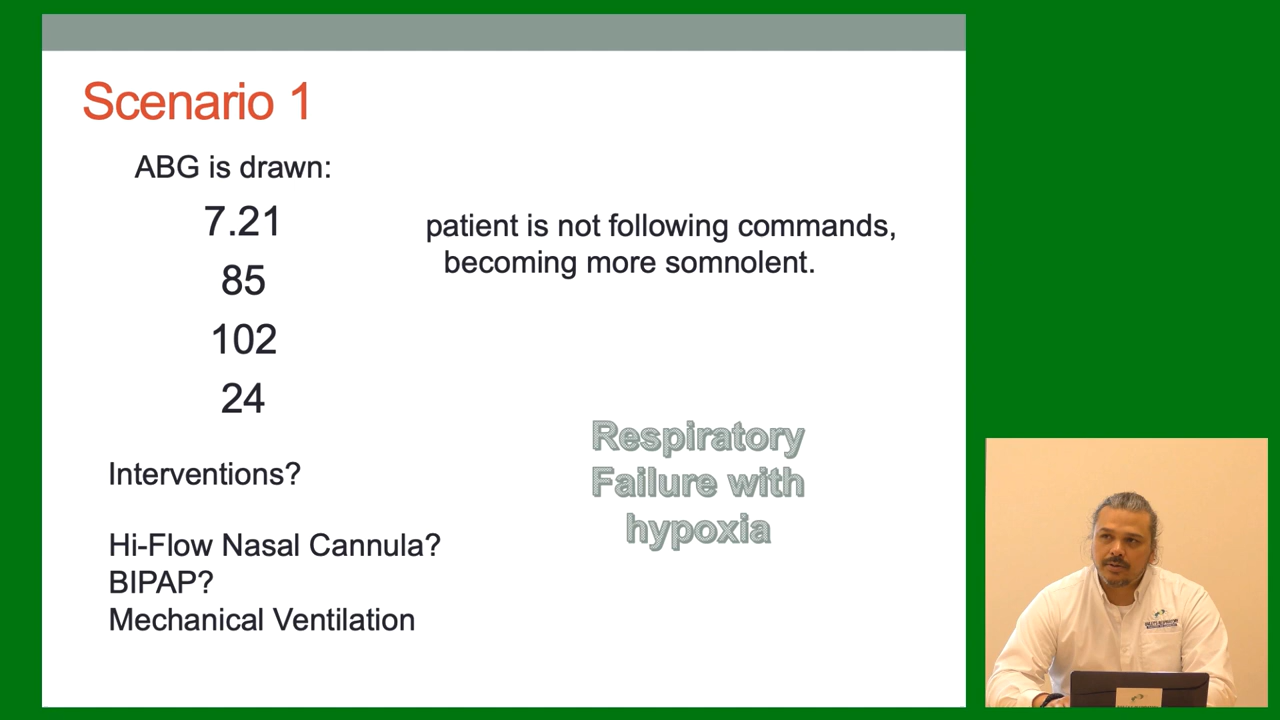 Scenario 1
ABG is drawn:
7.21
85
102
24
patient is not following commands,
becoming more somnolent.
Respiratory
Failure with
hypoxia
Interventions?
Hi-Flow Nasal Cannula?
BIPAP?
Mechanical Ventilation